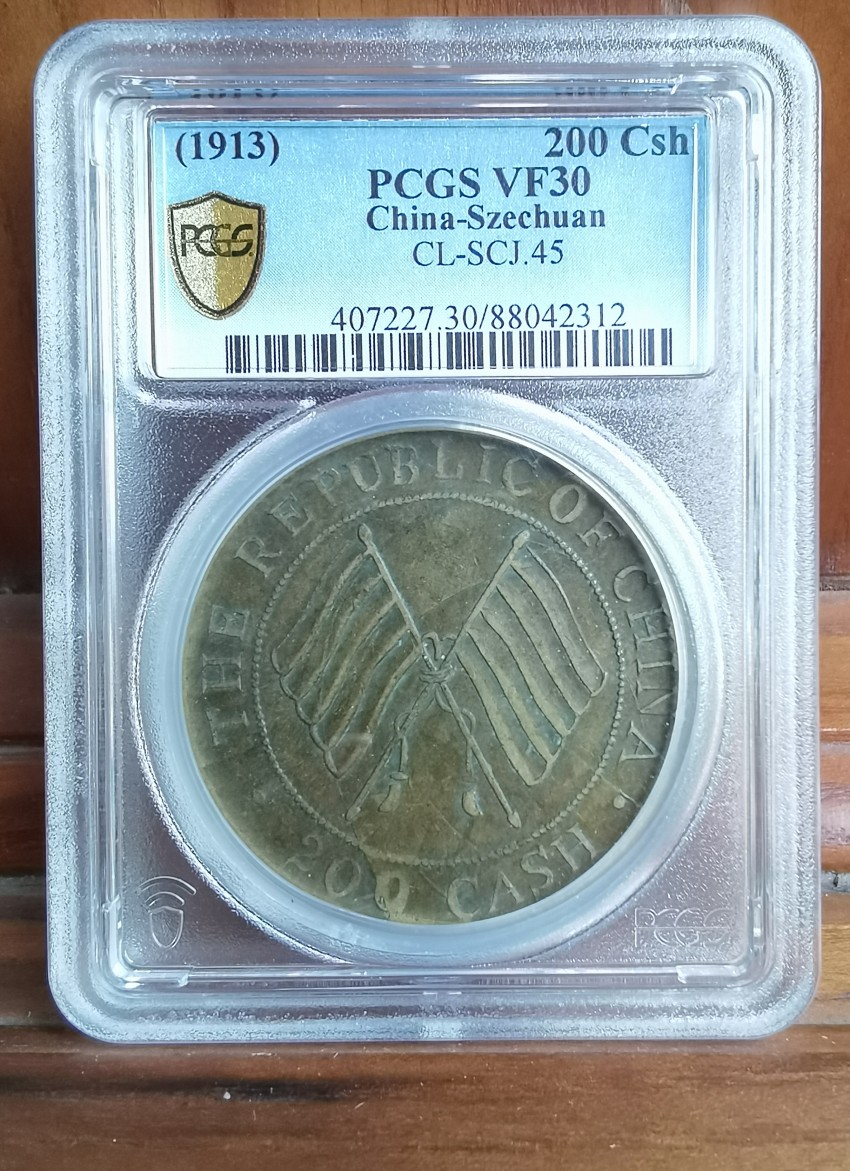 (1913) 200 Csh
PCGS VF30
China-Szechuan
PCGS
CL-SCJ.45
407227.30/88042312
THE REPUBLIC OF CHINA.
200 CASH
PCGS